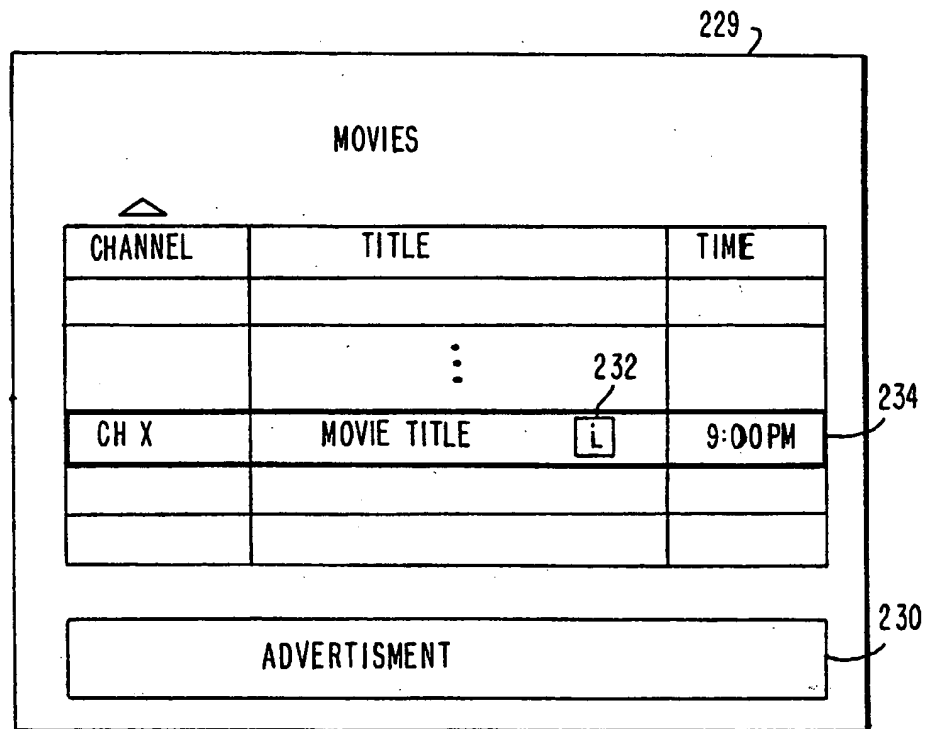 229
MOVIES
CHANNEL TITLE TIME
232
234
CH X MOVIE TITLE i 9:00PM
230
ADVERTISMENT